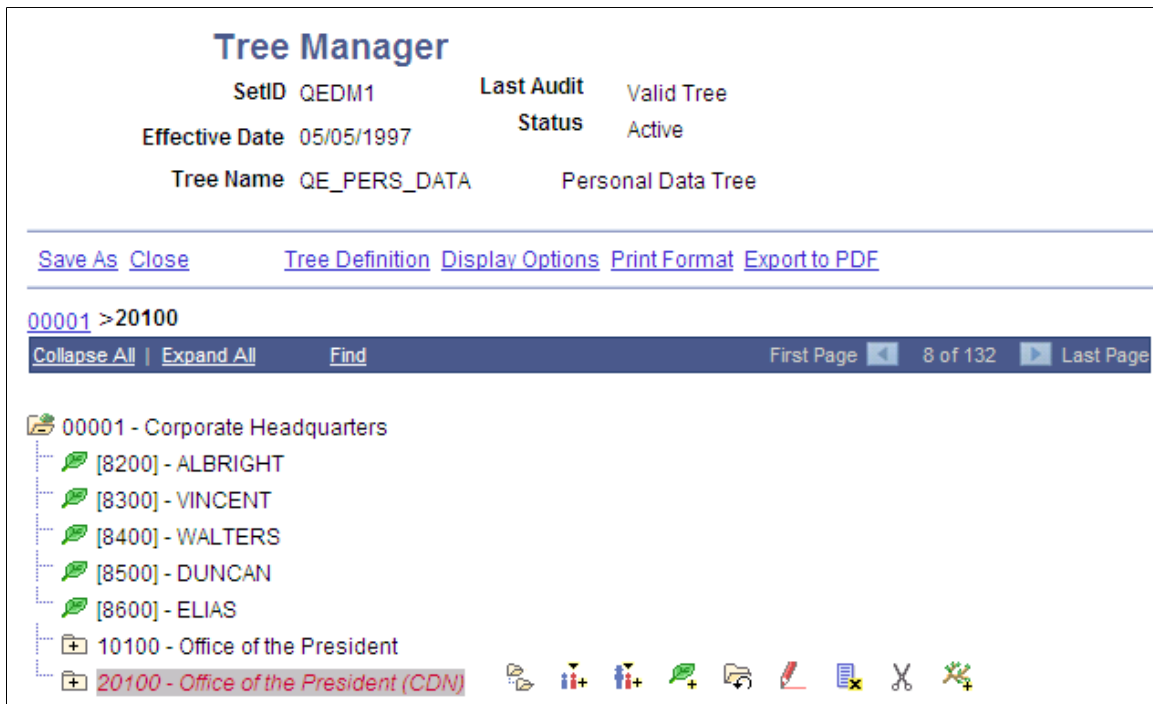 Tree Manager
SetID QEDM1 Last Audit Valid Tree
Effective Date 05/05/1997 Status Active
Tree Name QE_PERS_DATA Personal Data Tree
Save As Close Tree Definition Display Options Print Format Export to PDF
00001 >20100
Collapse All | Expand All Find First Page 8 of 132 Last Page
00001 - Corporate Headquarters
[8200] - ALBRIGHT
[8300] - VINCENT
[8400] - WALTERS
[8500] - DUNCAN
[8600] - ELIAS
10100 - Office of the President
20100 - Office of the President (CDN)